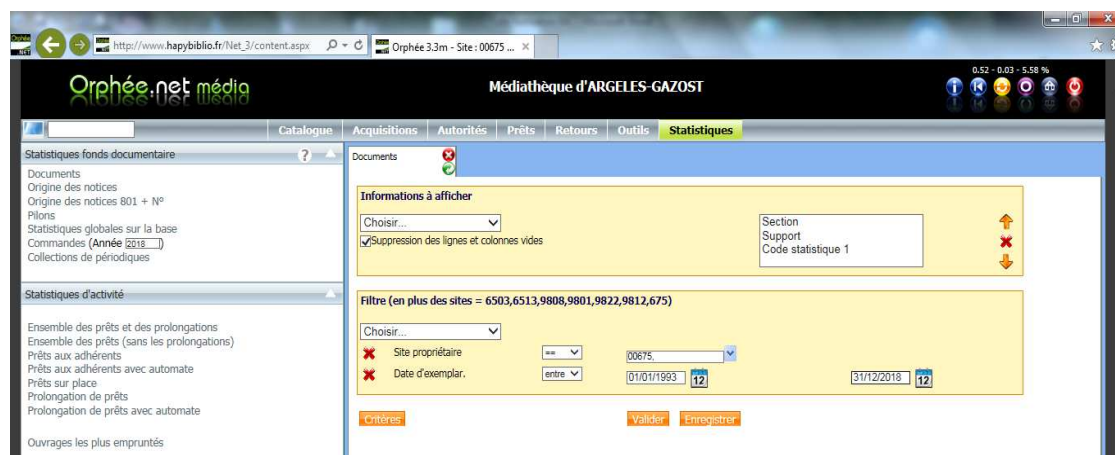 http://www.hapybiblio.fr/Net_3/content.aspx
Orphée 3.3m - Site : 00675 ...
Orphée.net média
Médiathèque d'ARGELES-GAZOST
0.52 - 0.03 - 5.58 %
Catalogue Acquisitions Autorités Prêts Retours Outils Statistiques
Statistiques fonds documentaire ?
Documents
Origine des notices
Origine des notices 801 + Nº
Pilons
Statistiques globales sur la base
Commandes (Année 2018 )
Collections de périodiques
Statistiques d'activité
Ensemble des prêts et des prolongations
Ensemble des prêts (sans les prolongations)
Prêts aux adhérents
Prêts aux adhérents avec automate
Prêts sur place
Prolongation de prêts
Prolongation de prêts avec automate
Ouvrages les plus empruntés
Documents
Informations à afficher
Choisir...
Suppression des lignes et colonnes vides
Section
Support
Code statistique 1
Filtre (en plus des sites = 6503,6513,9808,9801,9822,9812,675)
Choisir...
Site propriétaire == 00675,
Date d'exemplar. entre 01/01/1993 12 31/12/2018 12
Critères Valider Enregistrer